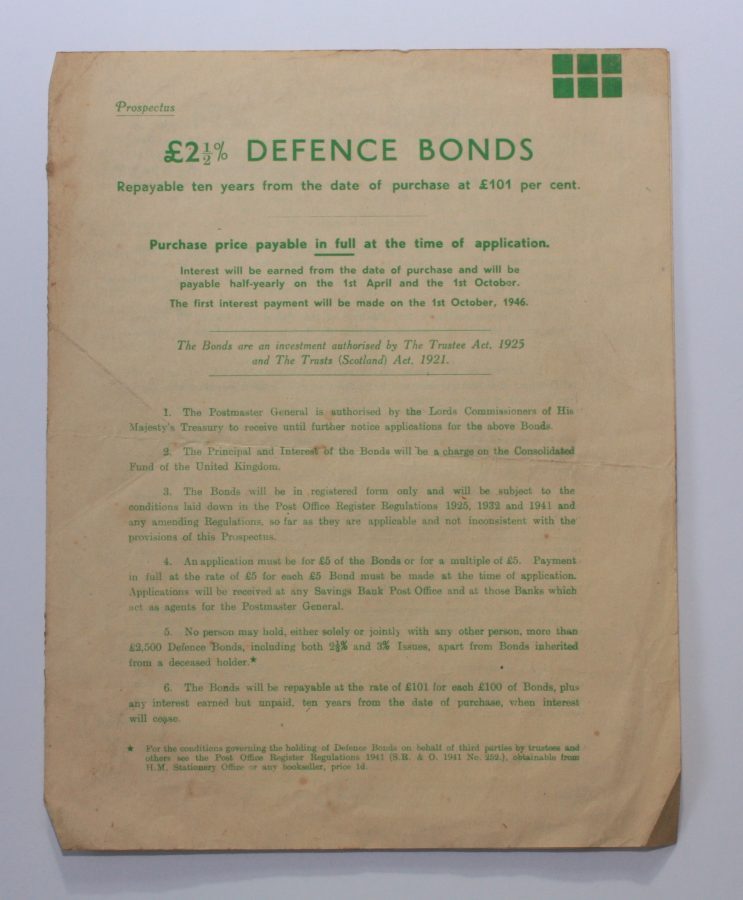 Prospectus
£2½% DEFENCE BONDS
Repayable ten years from the date of purchase at £101 per cent.
Purchase price payable in full at the time of application.
Interest will be earned from the date of purchase and will be
payable half-yearly on the 1st April and the 1st October.
The first interest payment will be made on the 1st October, 1946.
The Bonds are an investment authorised by The Trustee Act, 1925
and The Trusts (Scotland) Act, 1921.
1. The Postmaster General is authorised by the Lords Commissioners of His
Majesty's Treasury to receive until further notice applications for the above Bonds.
2. The Principal and Interest of the Bonds will be a charge on the Consolidated
Fund of the United Kingdom.
3. The Bonds will be in registered form only and will be subject to the
conditions laid down in the Post Office Register Regulations 1925, 1932 and 1941 and
any amending Regulations, so far as they are applicable and not inconsistent with the
provisions of this Prospectus.
4. An application must be for £5 of the Bonds or for a multiple of £5. Payment
in full at the rate of £5 for each £5 Bond must be made at the time of application.
Applications will be received at any Savings Bank Post Office and at those Banks which
act as agents for the Postmaster General.
5. No person may hold, either solely or jointly with any other person, more than
£2,500 Defence Bonds, including both 2½% and 3% Issues, apart from Bonds inherited
from a deceased holder.★
6. The Bonds will be repayable at the rate of £101 for each £100 of Bonds, plus
any interest earned but unpaid, ten years from the date of purchase, when interest
will cease.
★ For the conditions governing the holding of Defence Bonds on behalf of third parties by trustees and
others see the Post Office Register Regulations 1941 (S.R. & O. 1941 No. 252.), obtainable from
H.M. Stationery Office or any bookseller, price 1d.